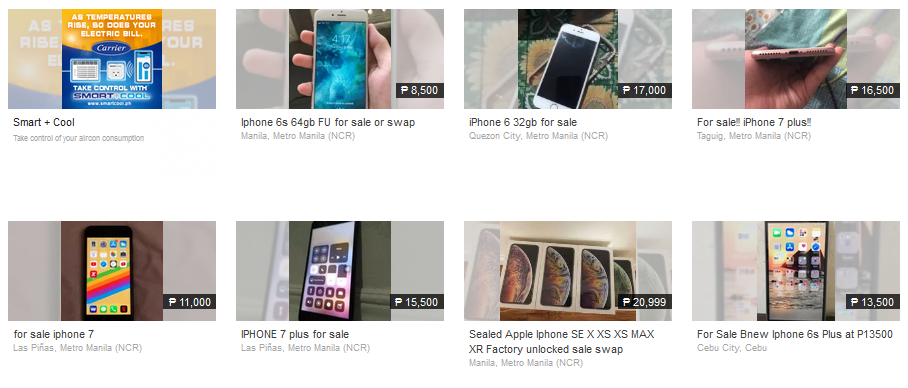 AS TEMPERATURES
RISE, SO DOES YOUR
ELECTRIC BILL.
Carrier
TAKE CONTROL WITH
SMART+COOL
www.smartcool.ph
Smart + Cool
Take control of your aircon consumption
4:17
₱ 8,500
Iphone 6s 64gb FU for sale or swap
Manila, Metro Manila (NCR)
₱ 17,000
iPhone 6 32gb for sale
Quezon City, Metro Manila (NCR)
₱ 16,500
For sale!! iPhone 7 plus!!
Taguig, Metro Manila (NCR)
₱ 11,000
for sale iphone 7
Las Piñas, Metro Manila (NCR)
₱ 15,500
IPHONE 7 plus for sale
Las Piñas, Metro Manila (NCR)
₱ 20,999
Sealed Apple Iphone SE X XS XS MAX
XR Factory unlocked sale swap
Manila, Metro Manila (NCR)
₱ 13,500
For Sale Bnew Iphone 6s Plus at P13500
Cebu City, Cebu